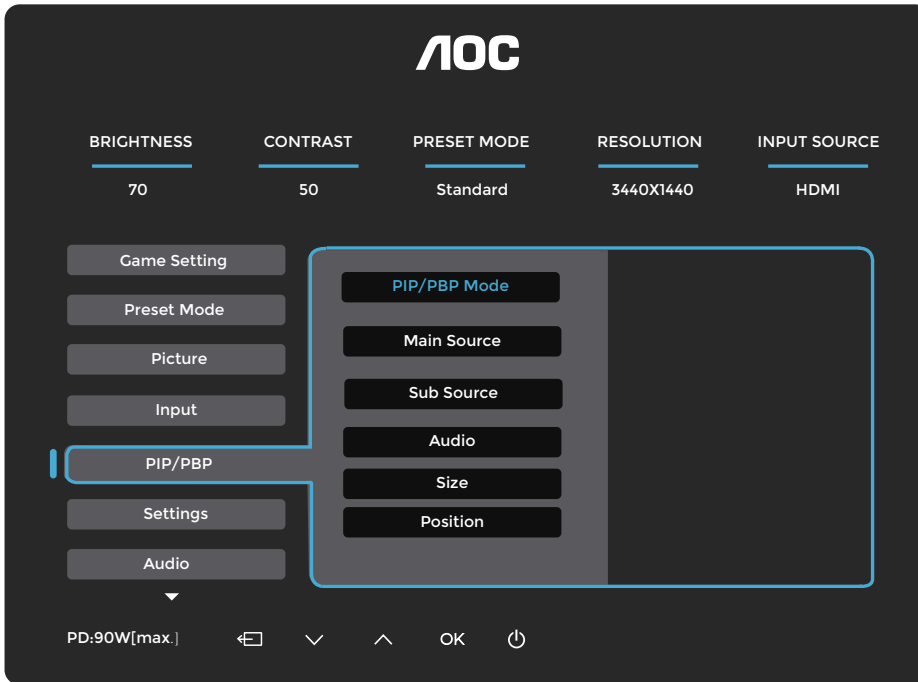 AOC
BRIGHTNESS CONTRAST PRESET MODE RESOLUTION INPUT SOURCE
70 50 Standard 3440X1440 HDMI
Game Setting
Preset Mode
Picture
Input
PIP/PBP
Settings
Audio
PIP/PBP Mode
Main Source
Sub Source
Audio
Size
Position
PD:90W[max.] OK